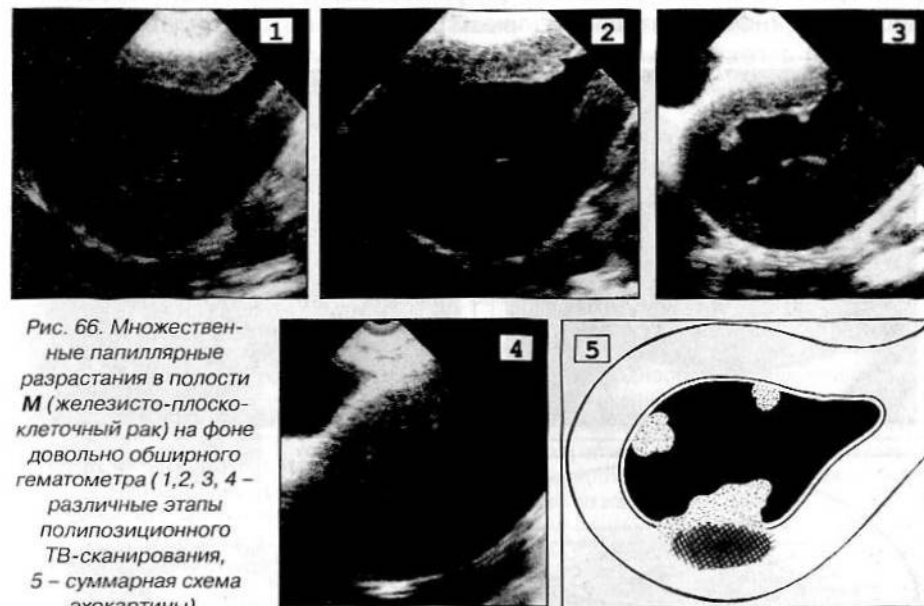 1
2
3
Рис. 66. Множествен-
ные папиллярные
разрастания в полости
М (железисто-плоско-
клеточный рак) на фоне
довольно обширного
гематометра (1,2, 3, 4 –
различные этапы
полипозиционного
ТВ-сканирования,
5 – суммарная схема
эхокартины)
4
5